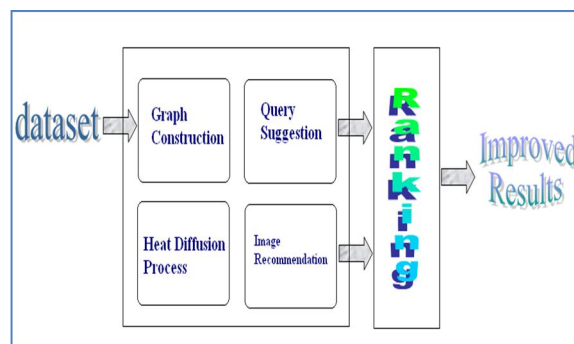 dataset
Graph
Construction
Query
Suggestion
Heat Diffusion
Process
Image
Recommendation
Ranking
Improved
Results